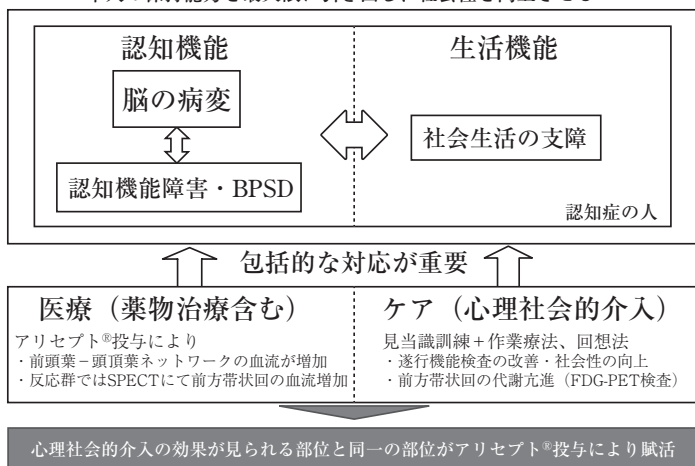 認知機能
生活機能
脳の病変
社会生活の支障
認知機能障害・BPSD
認知症の人
包括的な対応が重要
医療（薬物治療含む）
ケア（心理社会的介入）
アリセプト®投与により
・前頭葉－頭頂葉ネットワークの血流が増加
・反応群ではSPECTにて前方帯状回の血流増加
見当識訓練＋作業療法、回想法
・遂行機能検査の改善・社会性の向上
・前方帯状回の代謝亢進（FDG-PET検査）
心理社会的介入の効果が見られる部位と同一の部位がアリセプト®投与により賦活